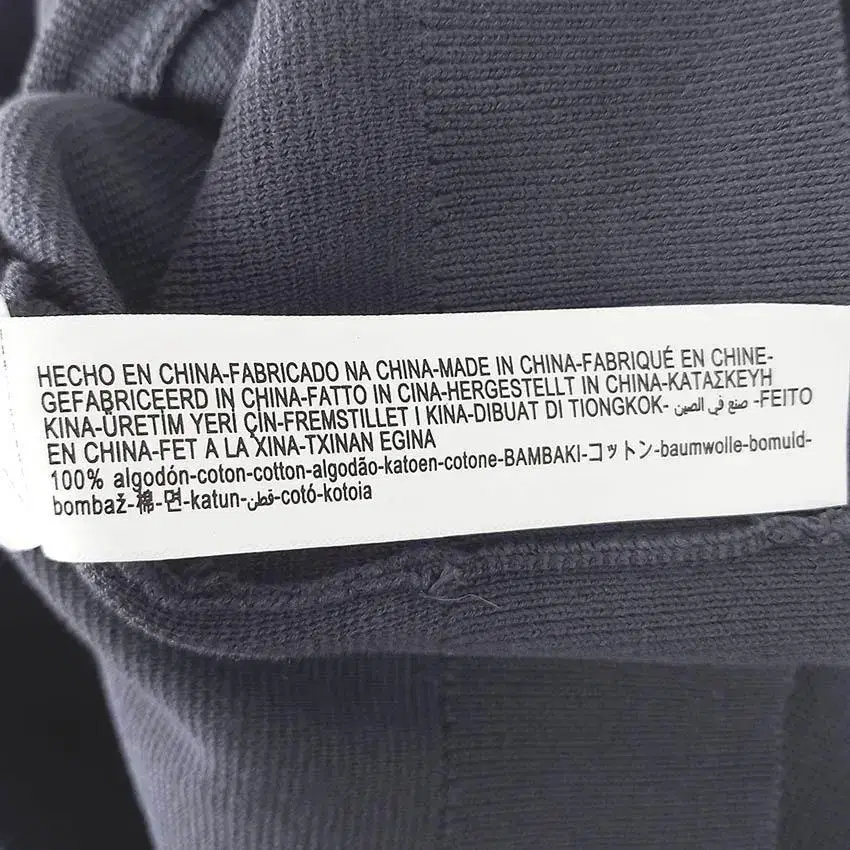 HECHO EN CHINA-FABRICADO NA CHINA-MADE IN CHINA-FABRIQUÉ EN CHINE-
GEFABRICEERD IN CHINA-FATTO IN CINA-HERGESTELLT IN CHINA-ΚΑΤΑΣΚΕΥΗ
KINA-ÜRETİM YERİ ÇİN-FREMSTILLET I KINA-DIBUAT DI TIONGKOK- صنع في الصين -FEITO
EN CHINA-FET A LA XINA-TXINAN EGINA
100% algodón-coton-cotton-algodão-katoen-cotone-BAMBAKI-コットン-baumwolle-bomuld-
bombaž-棉-면-katun-قطن-cotó-kotoia